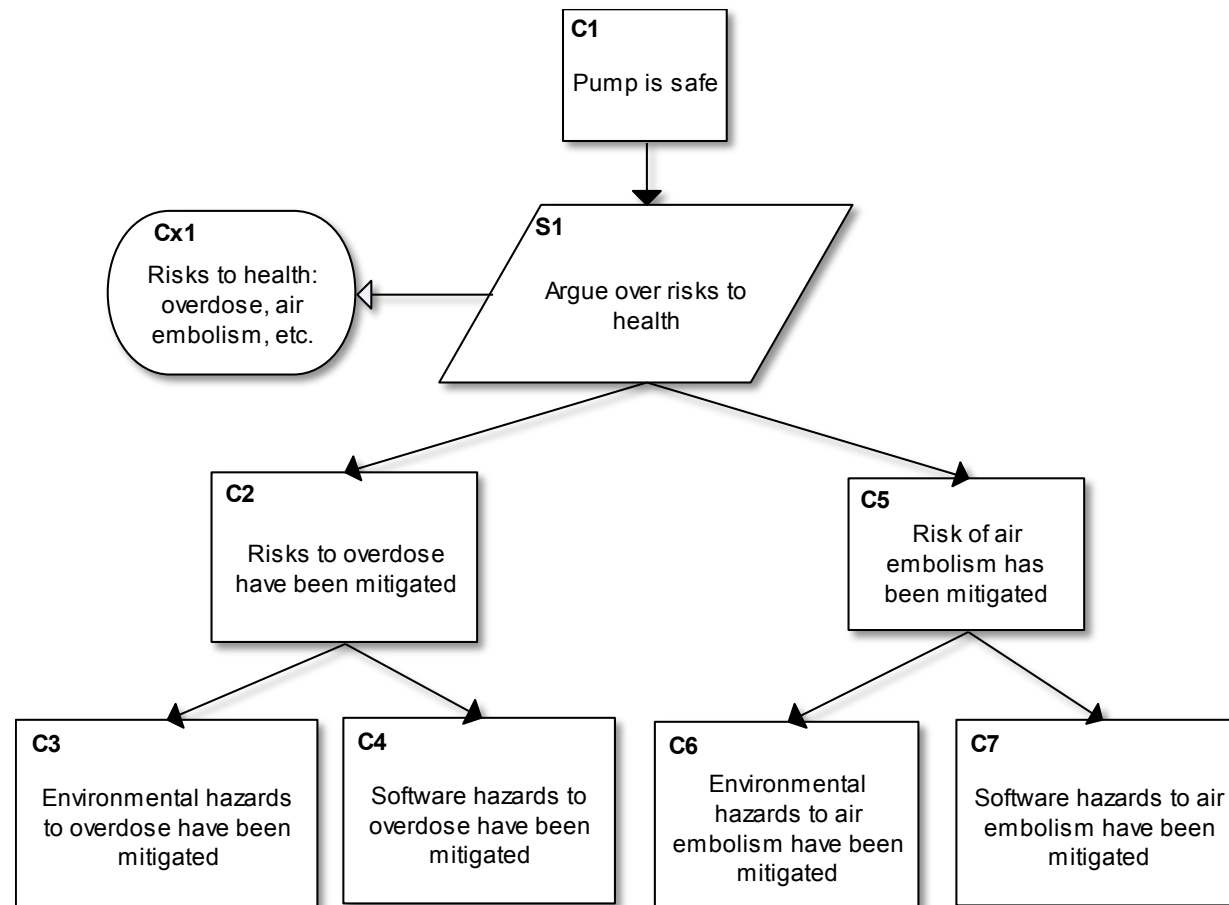 C1
Pump is safe
Cx1
Risks to health:
overdose, air
embolism, etc.
S1
Argue over risks to
health
C2
Risks to overdose
have been mitigated
C5
Risk of air
embolism has
been mitigated
C3
Environmental hazards
to overdose have been
mitigated
C4
Software hazards to
overdose have been
mitigated
C6
Environmental
hazards to air
embolism have been
mitigated
C7
Software hazards to air
embolism have been
mitigated